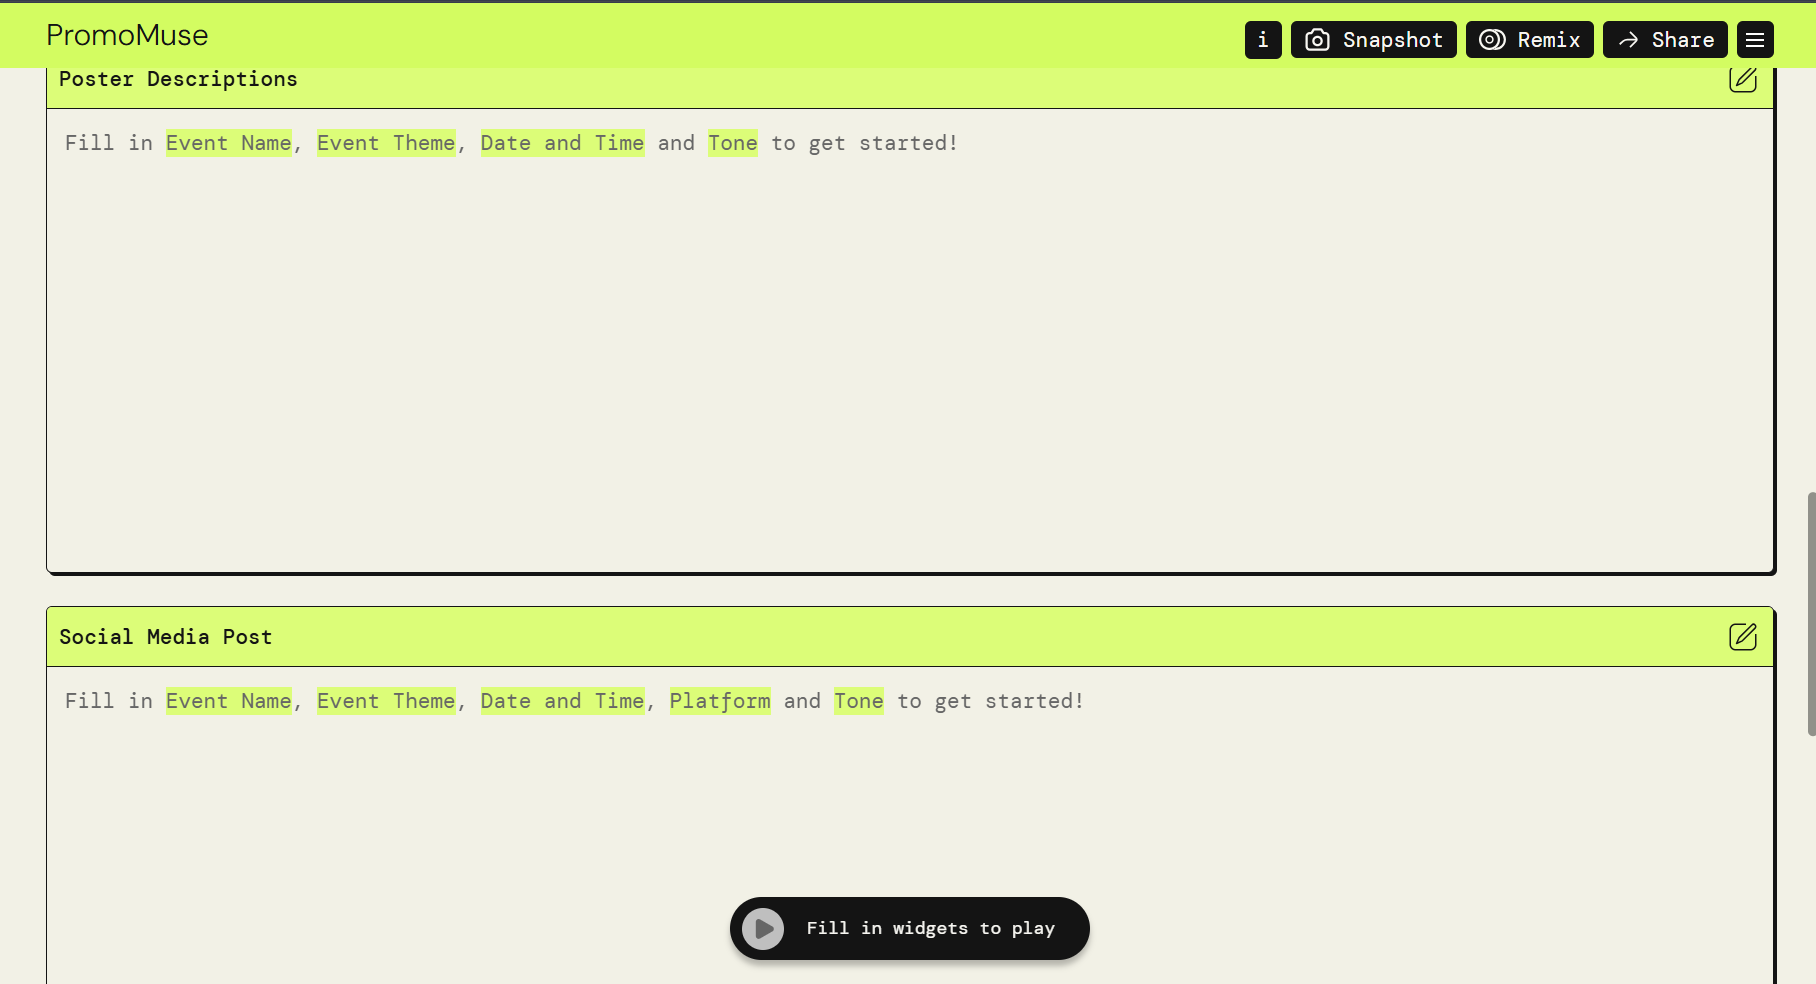 PromoMuse
i Snapshot Remix Share
Poster Descriptions
Fill in Event Name, Event Theme, Date and Time and Tone to get started!
Social Media Post
Fill in Event Name, Event Theme, Date and Time, Platform and Tone to get started!
Fill in widgets to play